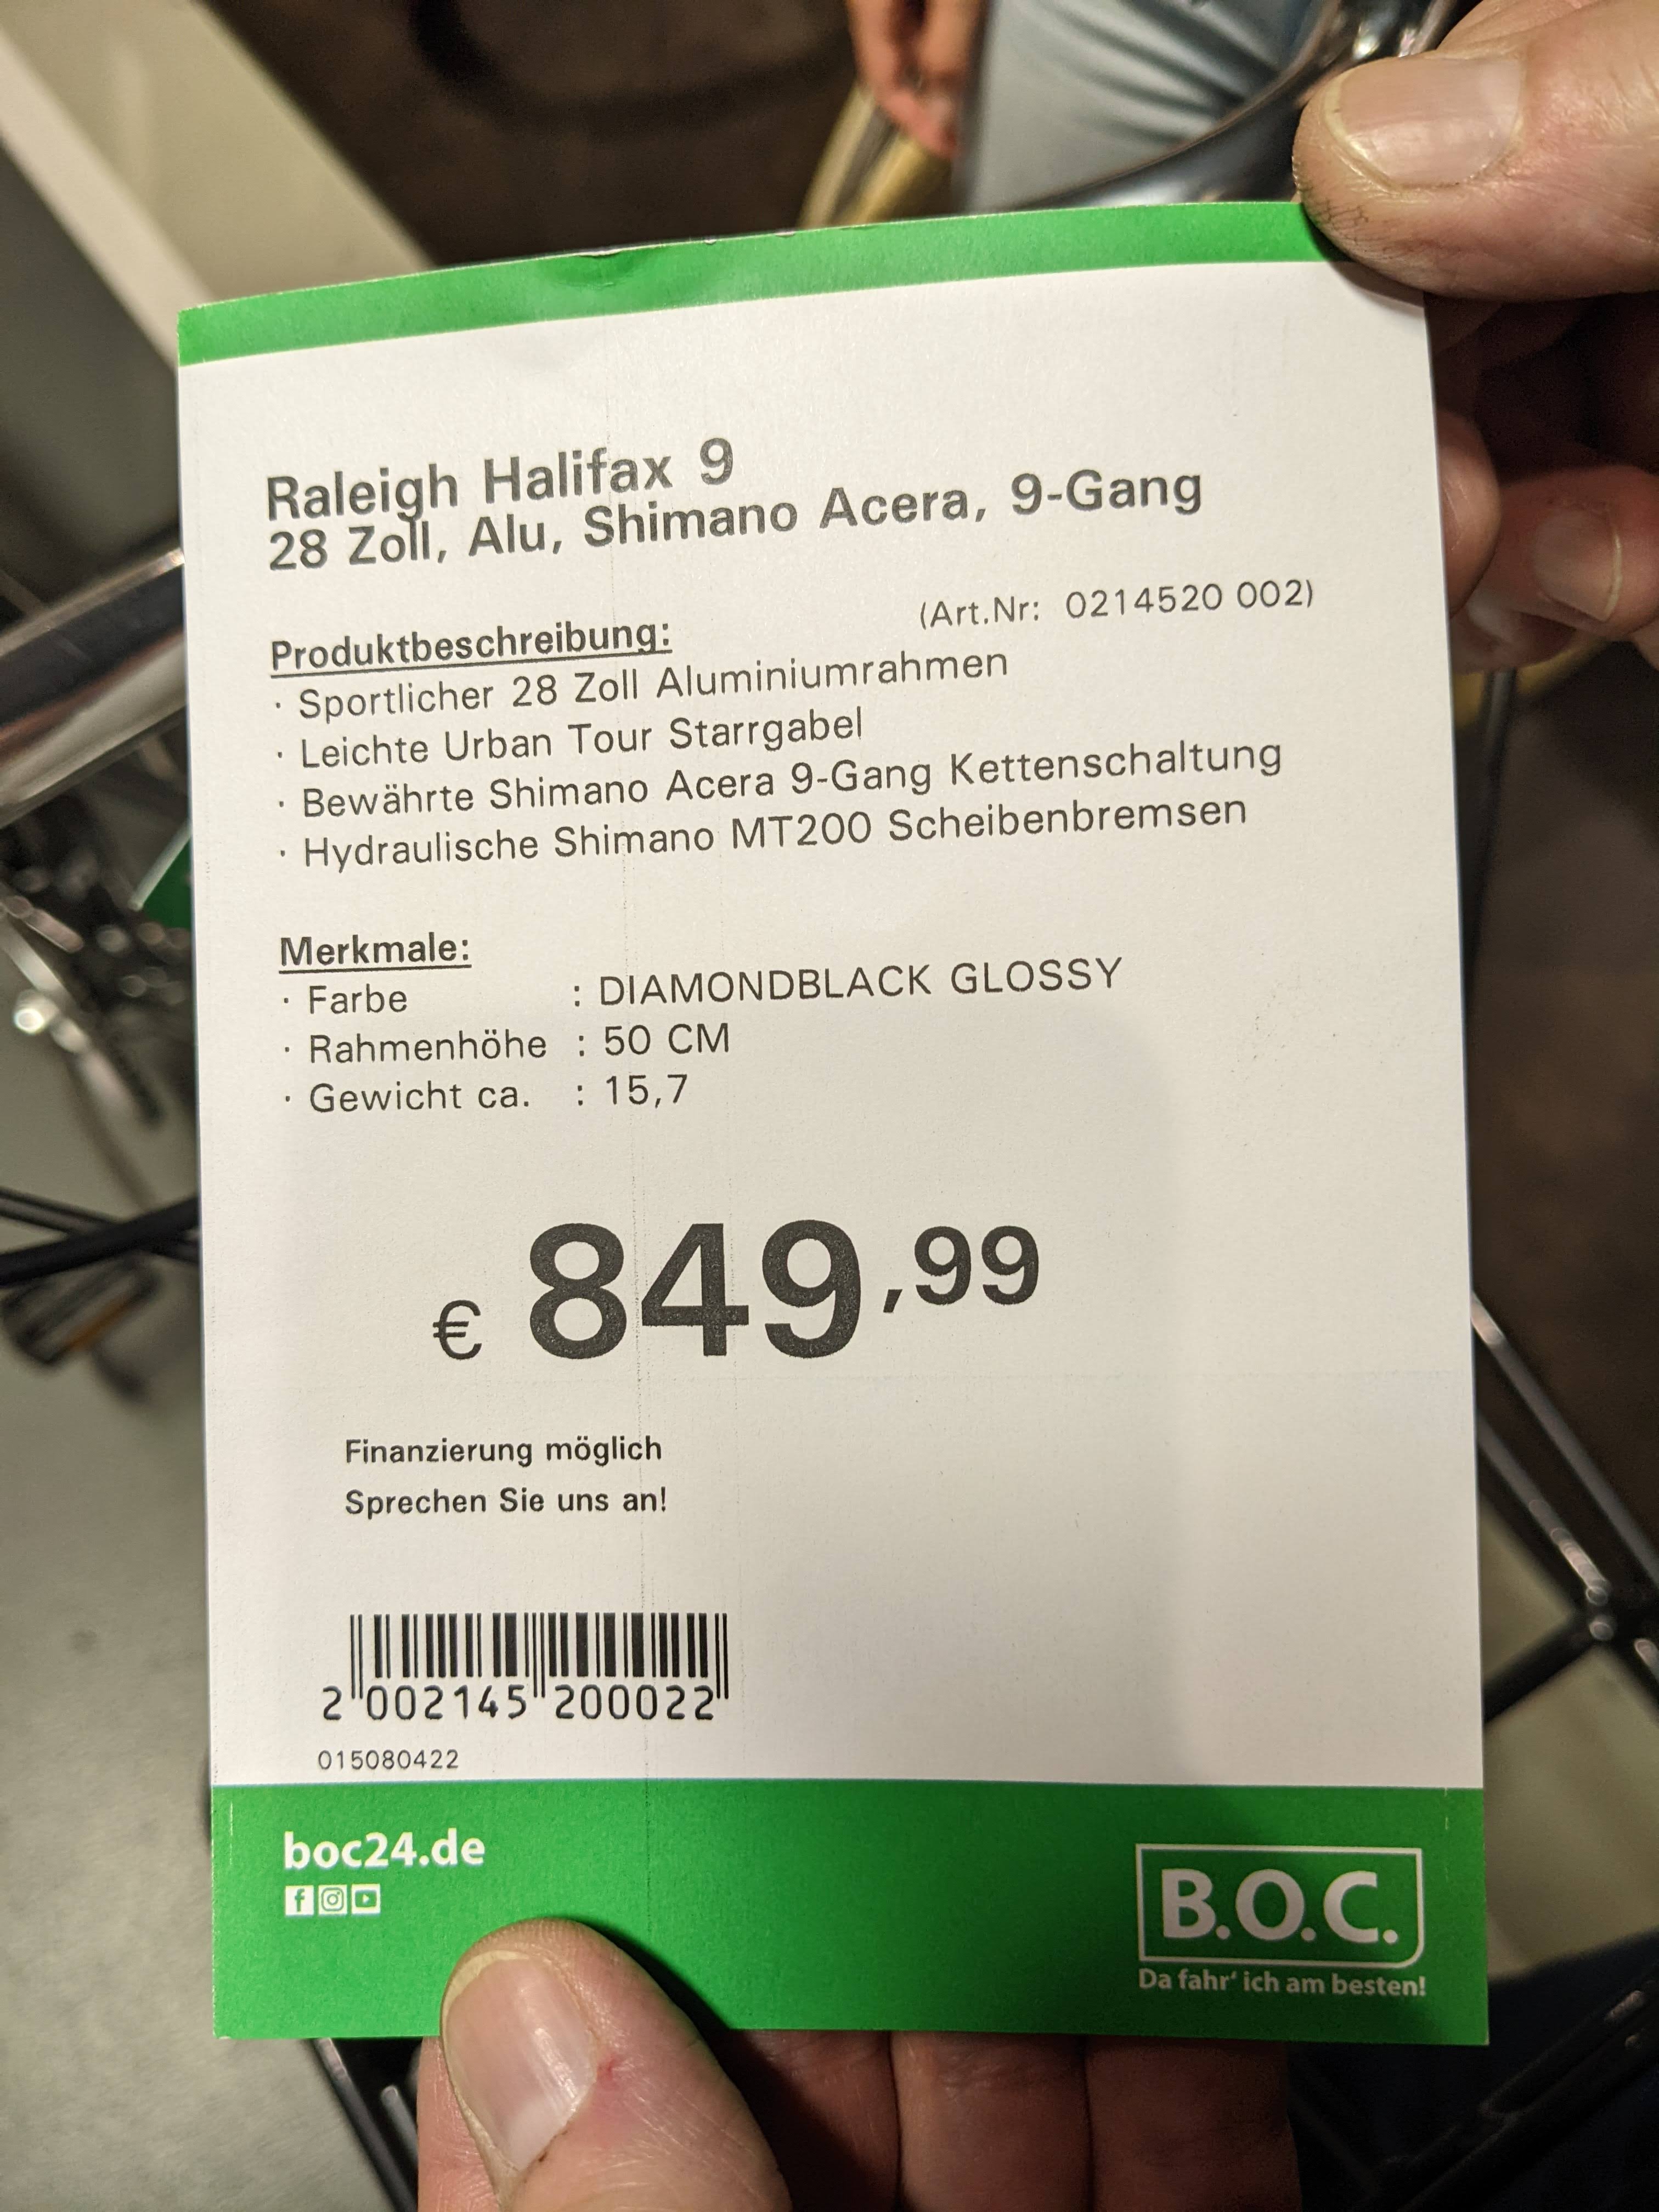 Raleigh Halifax 9
28 Zoll, Alu, Shimano Acera, 9-Gang
(Art.Nr: 0214520 002)
Produktbeschreibung:
· Sportlicher 28 Zoll Aluminiumrahmen
· Leichte Urban Tour Starrgabel
· Bewährte Shimano Acera 9-Gang Kettenschaltung
· Hydraulische Shimano MT200 Scheibenbremsen
Merkmale:
· Farbe : DIAMONDBLACK GLOSSY
· Rahmenhöhe : 50 CM
· Gewicht ca. : 15,7
€ 849,99
Finanzierung möglich
Sprechen Sie uns an!
2 002145 200022
015080422
boc24.de
B.O.C.
Da fahr' ich am besten!